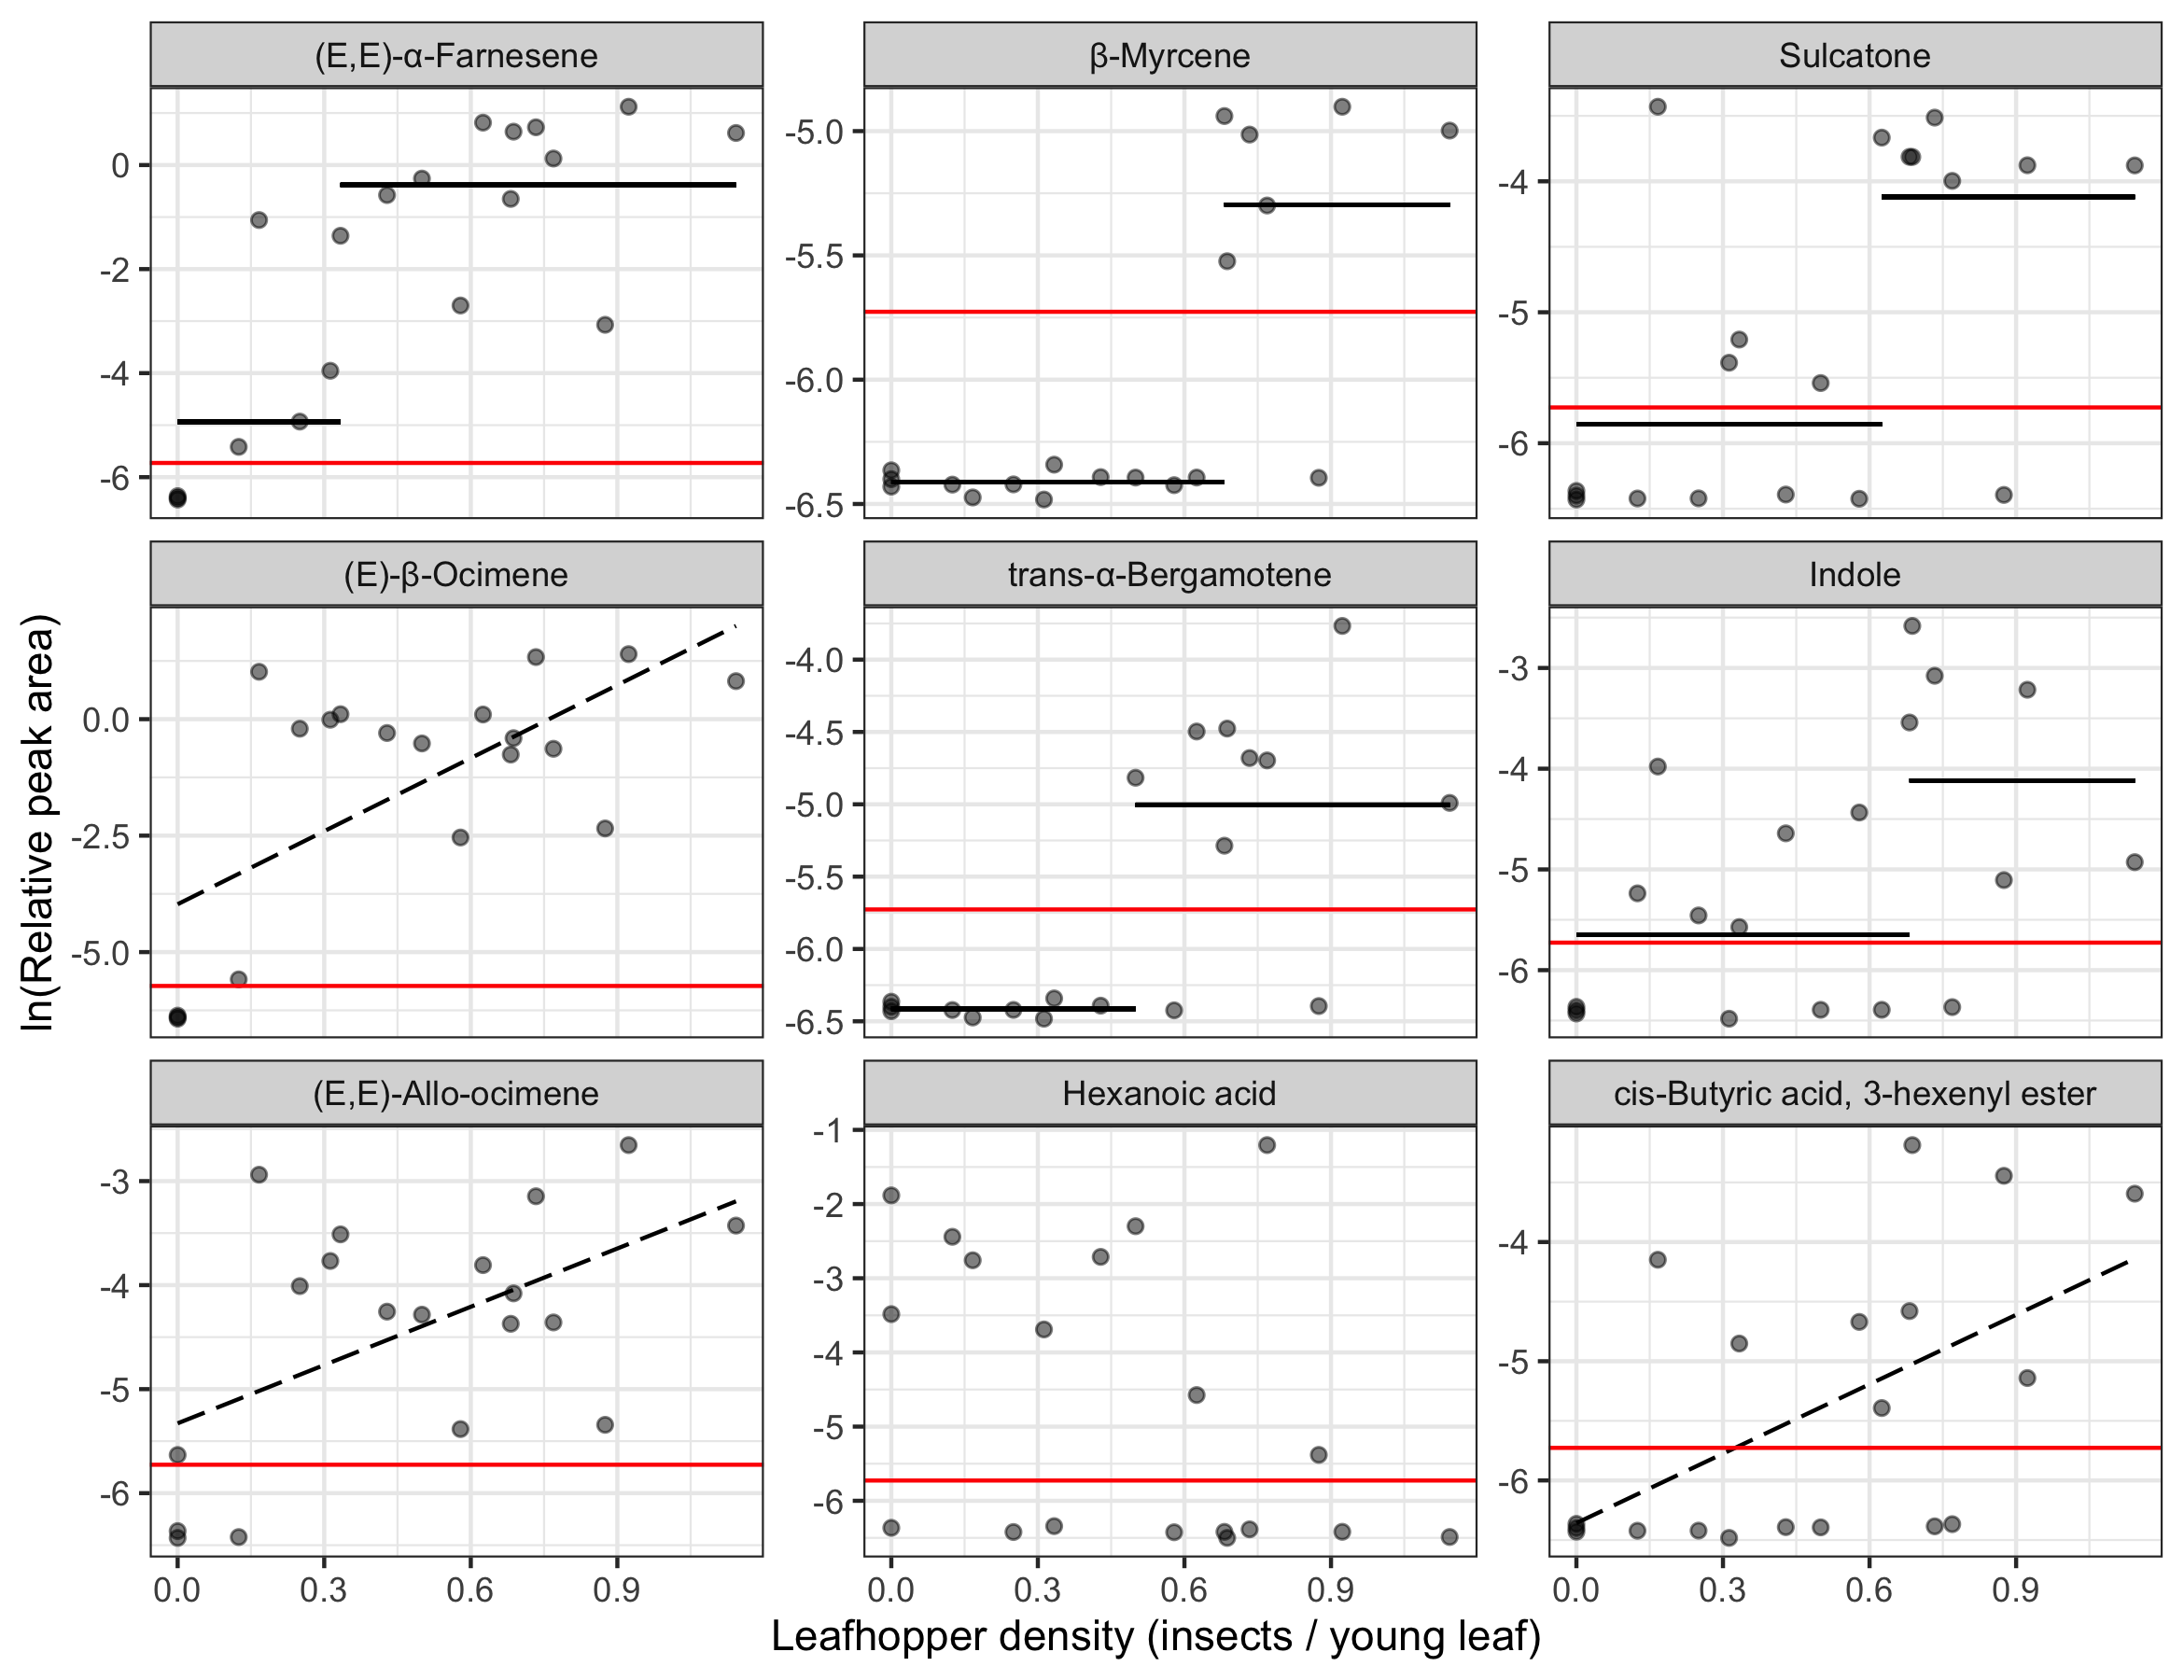 (E,E)-α-Farnesene
β-Myrcene
Sulcatone
0
-2
-4
-6
-5.0
-5.5
-6.0
-6.5
-4
-5
-6
(E)-β-Ocimene
trans-α-Bergamotene
Indole
0.0
-2.5
-5.0
-4.0
-4.5
-5.0
-5.5
-6.0
-6.5
-3
-4
-5
-6
(E,E)-Allo-ocimene
Hexanoic acid
cis-Butyric acid, 3-hexenyl ester
-3
-4
-5
-6
-1
-2
-3
-4
-5
-6
-4
-5
-6
0.0 0.3 0.6 0.9
0.0 0.3 0.6 0.9
0.0 0.3 0.6 0.9
Leafhopper density (insects / young leaf)
ln(Relative peak area)